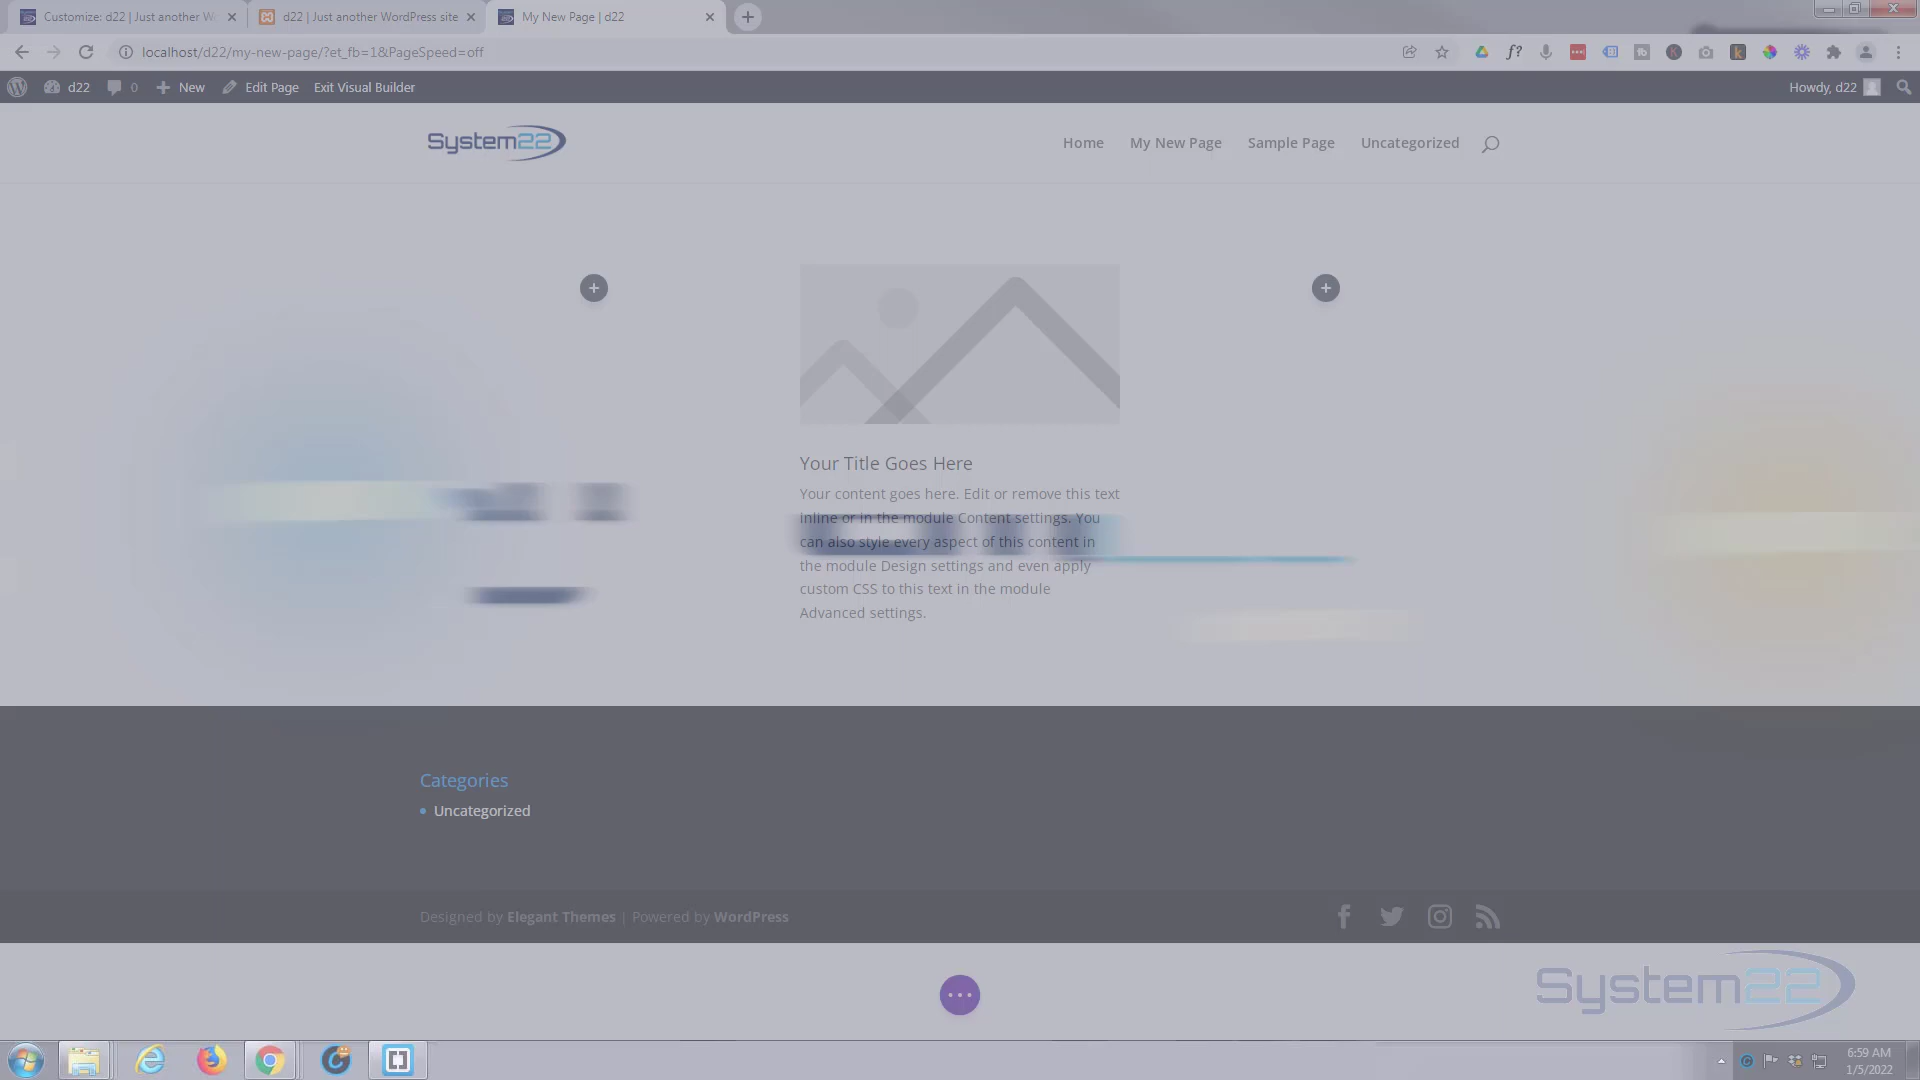 Customize: d22 | Just another W
d22 | Just another WordPress site
My New Page | d22
localhost/d22/my-new-page/?et_fb=1&PageSpeed=off
d22 0 New Edit Page Exit Visual Builder Howdy, d22
System22 Home My New Page Sample Page Uncategorized
Your Title Goes Here
Your content goes here. Edit or remove this text
inline or in the module Content settings. You
can also style every aspect of this content in
the module Design settings and even apply
custom CSS to this text in the module
Advanced settings.
Categories
Uncategorized
Designed by Elegant Themes | Powered by WordPress
System22
6:59 AM
1/5/2022